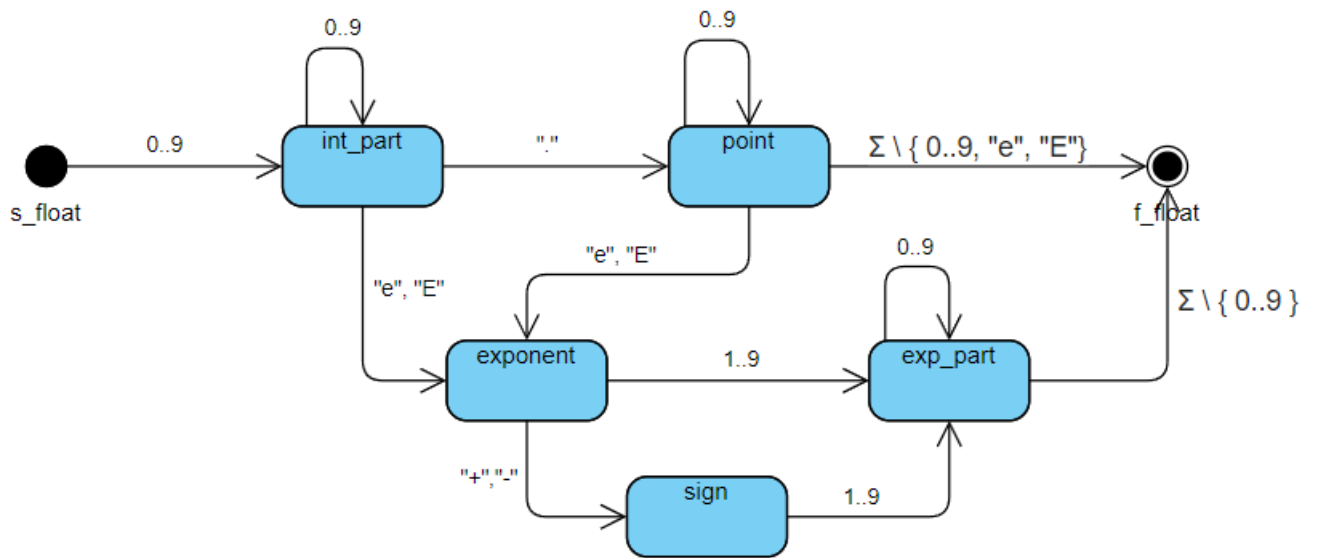 0..9
0..9
int_part
point
0..9
"."
Σ \ { 0..9, "e", "E"}
s_float
f_float
"e", "E"
0..9
"e", "E"
Σ \ { 0..9 }
exponent
1..9
exp_part
"+","-"
sign
1..9